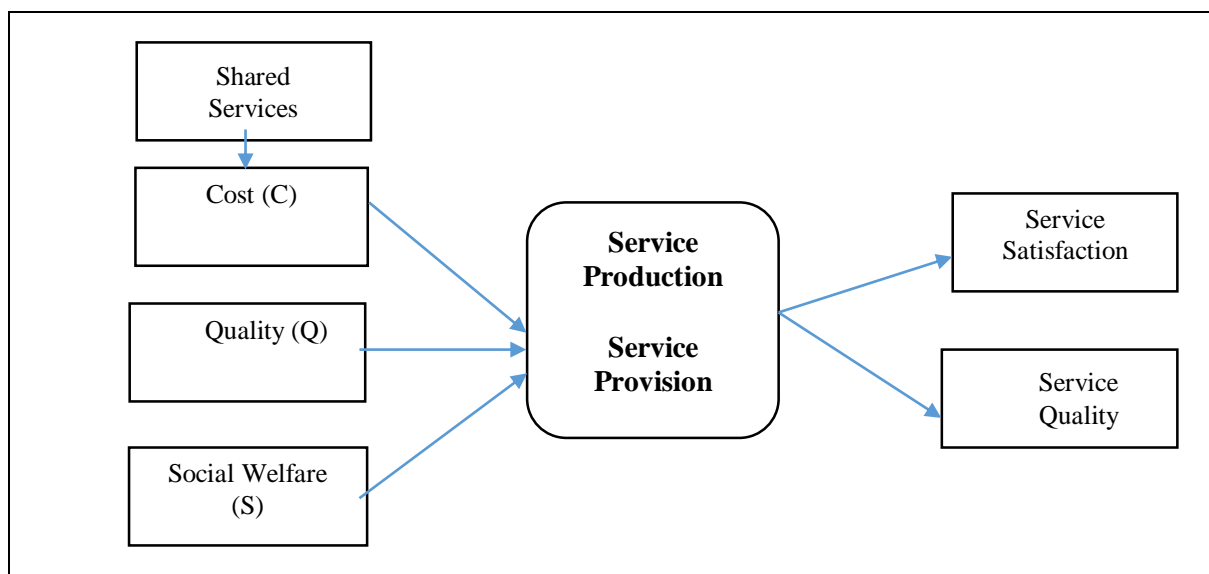 Shared
Services
Cost (C)
Quality (Q)
Social Welfare
(S)
Service
Production
Service
Provision
Service
Satisfaction
Service
Quality